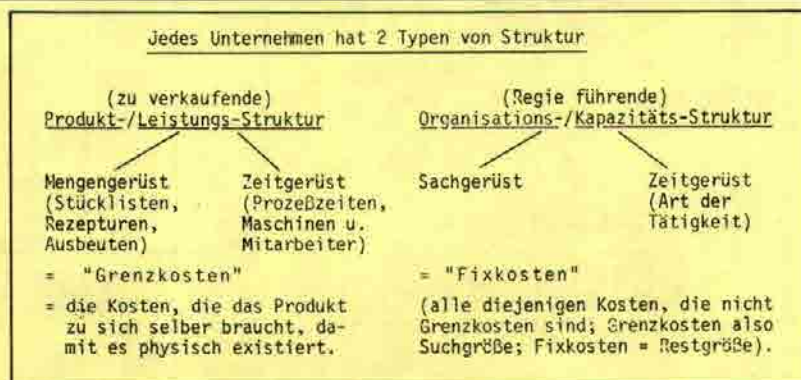 Jedes Unternehmen hat 2 Typen von Struktur
(zu verkaufende)
Produkt-/Leistungs-Struktur
Mengengerüst
(Stücklisten,
Rezepturen,
Ausbeuten)
Zeitgerüst
(Prozeßzeiten,
Maschinen u.
Mitarbeiter)
= "Grenzkosten"
= die Kosten, die das Produkt
zu sich selber braucht, da-
mit es physisch existiert.
(Regie führende)
Organisations-/Kapazitäts-Struktur
Sachgerüst
Zeitgerüst
(Art der
Tätigkeit)
= "Fixkosten"
(alle diejenigen Kosten, die nicht
Grenzkosten sind; Grenzkosten also
Suchgröße; Fixkosten = Restgröße).